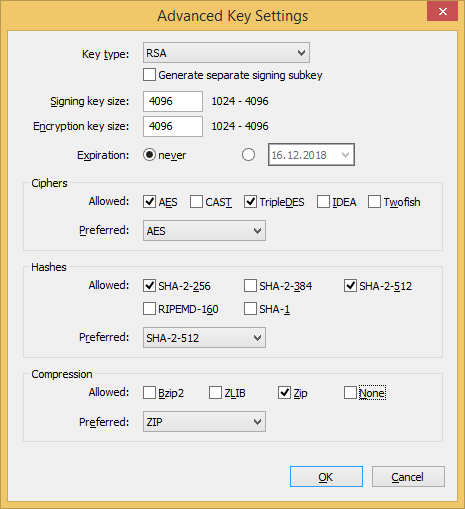 Advanced Key Settings
Key type: RSA
Generate separate signing subkey
Signing key size: 4096 1024 - 4096
Encryption key size: 4096 1024 - 4096
Expiration: never 16.12.2018
Ciphers
Allowed: AES CAST TripleDES IDEA Twofish
Preferred: AES
Hashes
Allowed: SHA-2-256 SHA-2-384 SHA-2-512
RIPEMD-160 SHA-1
Preferred: SHA-2-512
Compression
Allowed: Bzip2 ZLIB Zip None
Preferred: ZIP
OK Cancel